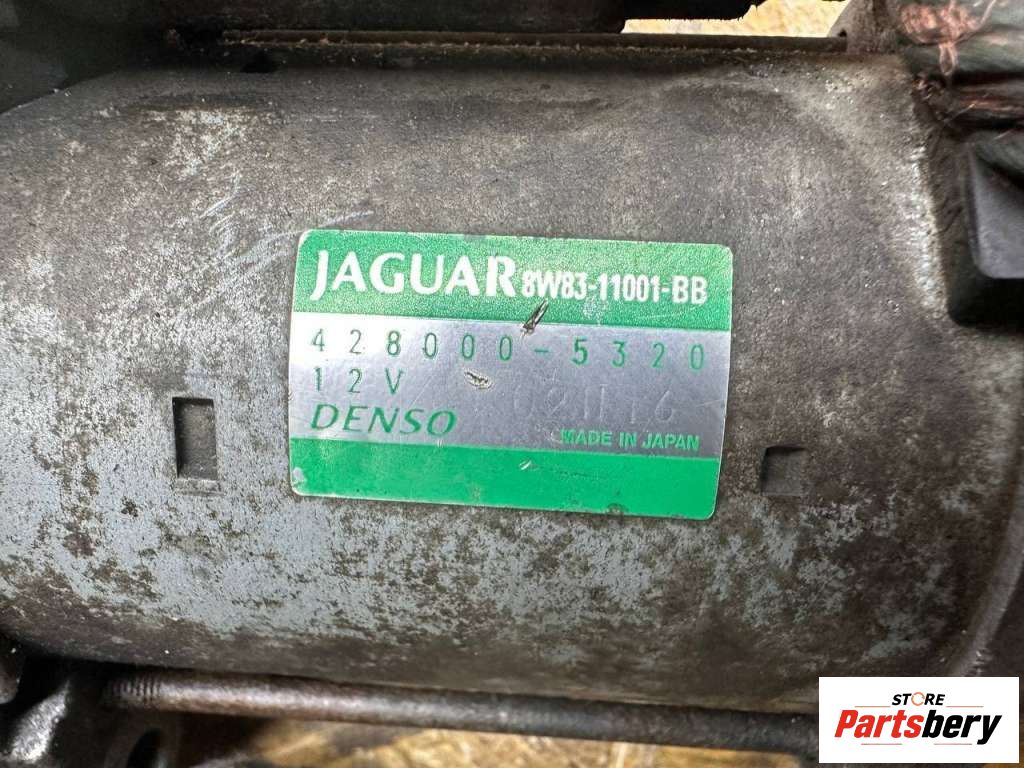 JAGUAR 8W83-11001-BB
428000-5320
12V
DENSO
MADE IN JAPAN
STORE
Partsbery